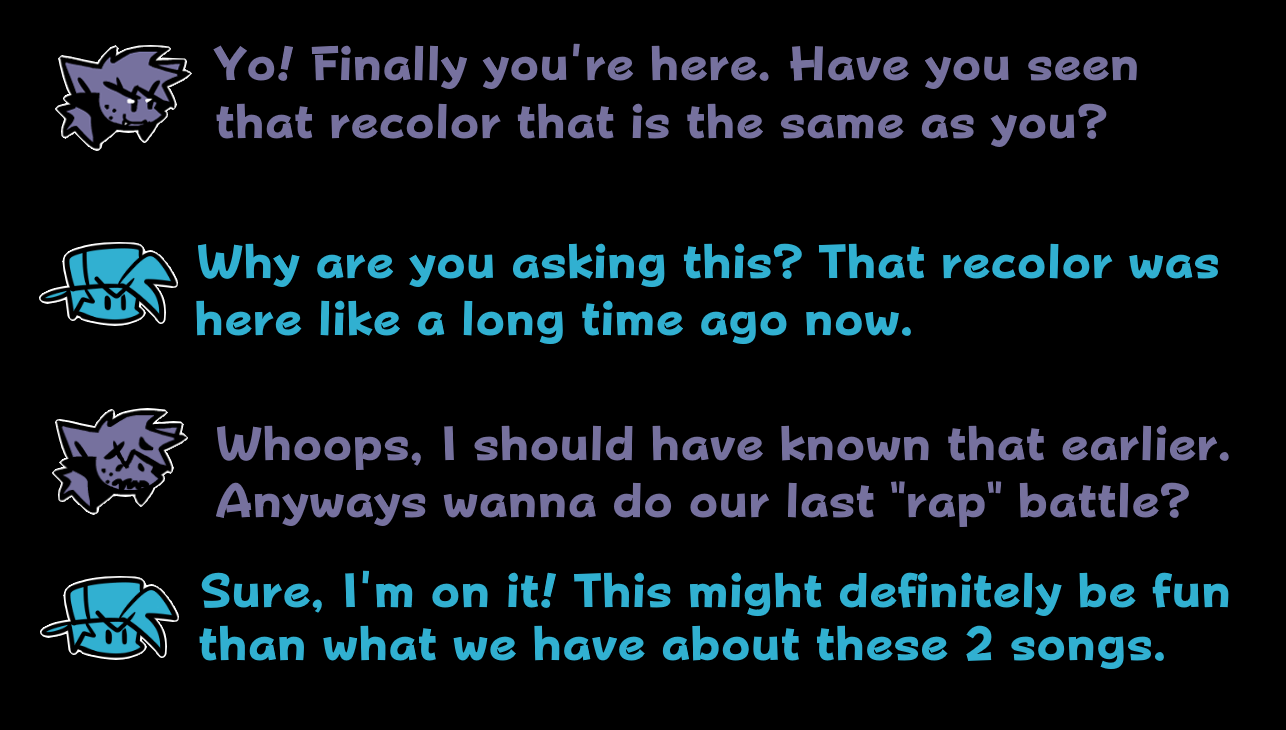 Yo! Finally you're here. Have you seen
that recolor that is the same as you?
Why are you asking this? That recolor was
here like a long time ago now.
Whoops, I should have known that earlier.
Anyways wanna do our last "rap" battle?
Sure, I'm on it! This might definitely be fun
than what we have about these 2 songs.